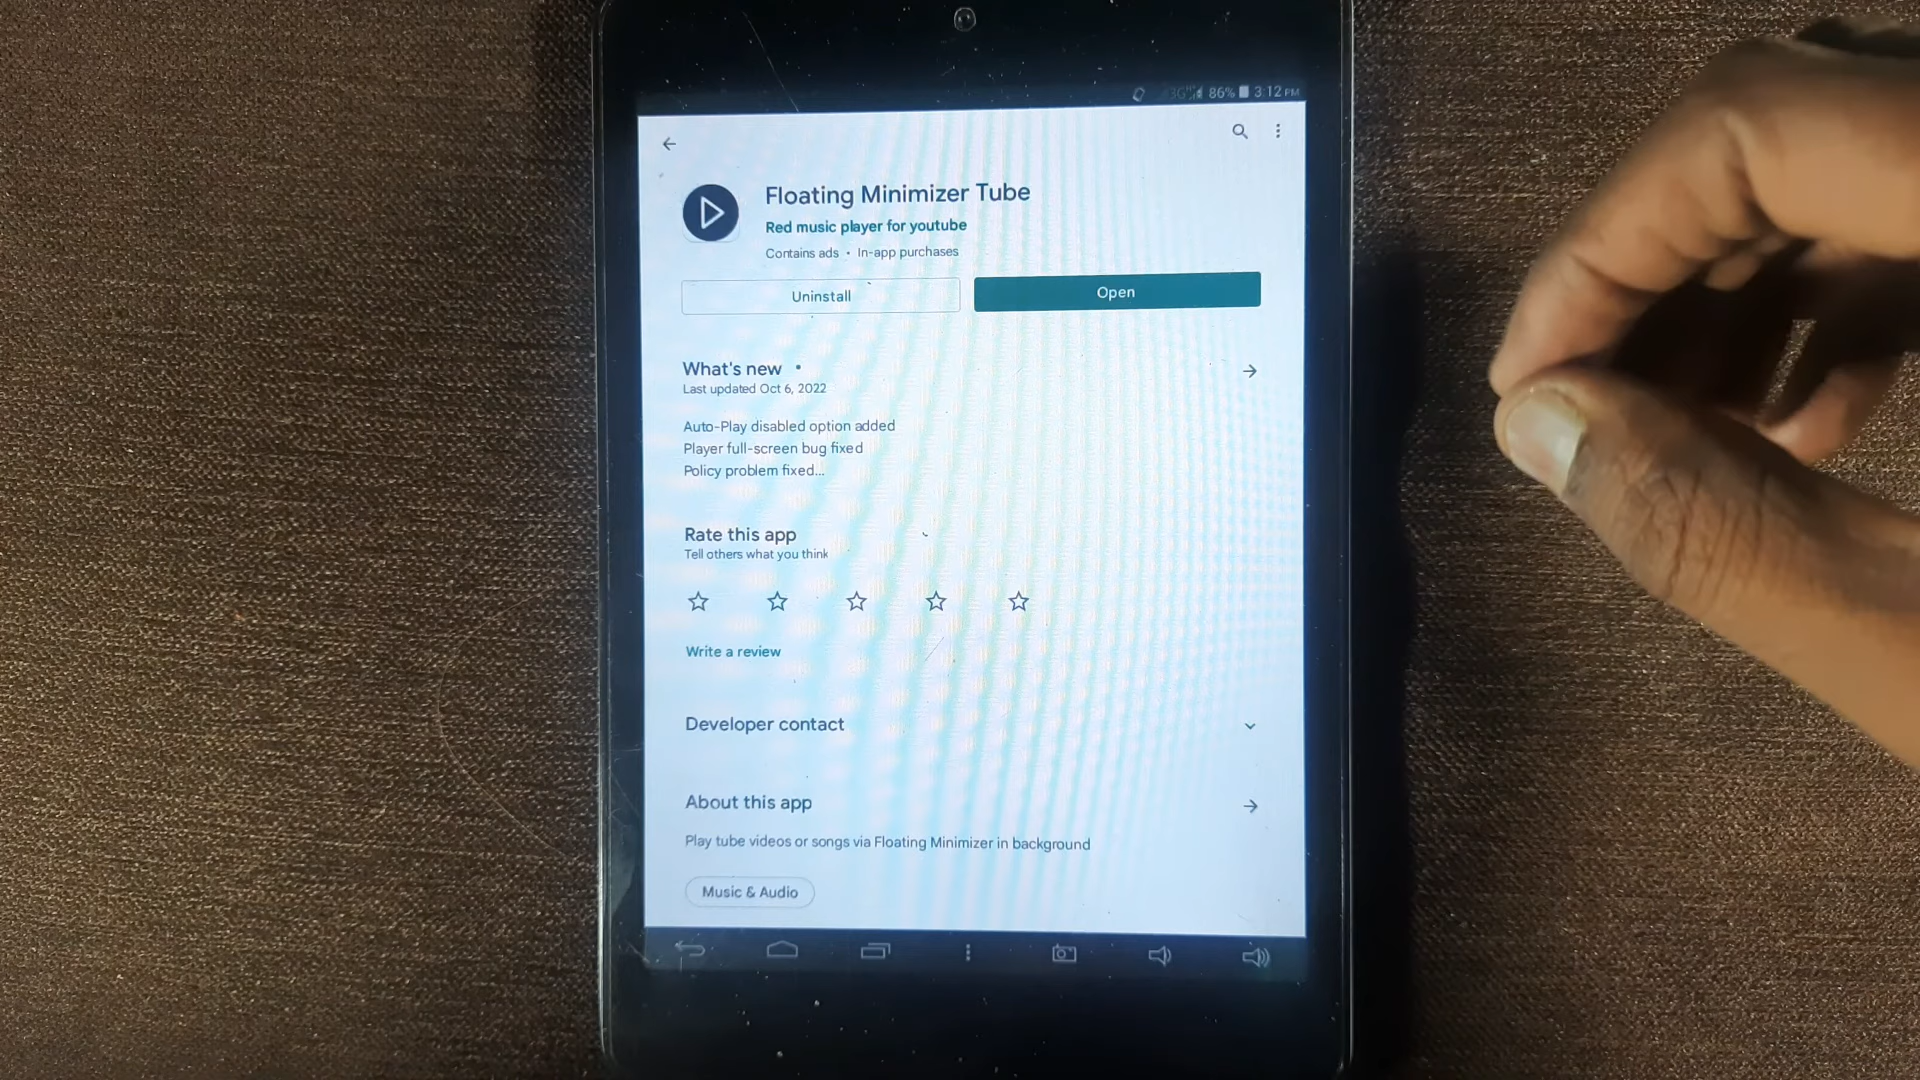 86% 3:12 PM
Floating Minimizer Tube
Red music player for youtube
Contains ads • In-app purchases
Uninstall
Open
What's new •
Last updated Oct 6, 2022
Auto-Play disabled option added
Player full-screen bug fixed
Policy problem fixed...
Rate this app
Tell others what you think
Write a review
Developer contact
About this app
Play tube videos or songs via Floating Minimizer in background
Music & Audio